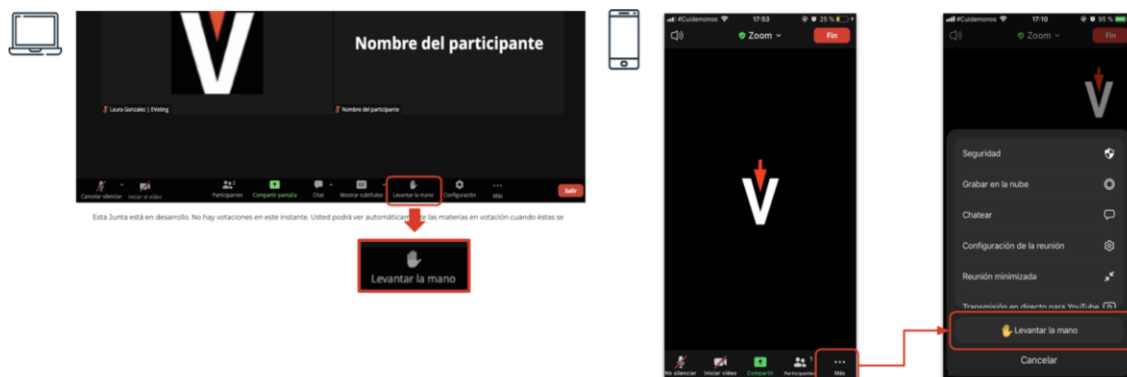 Nombre del participante
V
Laura Gonzalez | EVoting
Nombre del participante
Cancelar silenciar
Iniciar el vídeo
Participantes
2
Compartir pantalla
Chat
Mostrar subtítulos
Levantar la mano
Configuración
Más
Salir
Esta Junta está en desarrollo. No hay votaciones en este instante. Usted podrá ver las materias en votación cuando éstas se
Levantar la mano
#Cuidemonos 17:53 25 %
Zoom
Fin
V
No silenciar
Iniciar vídeo
Compartir
Participantes
1
Más
#Cuidemonos 17:10 95 %
Zoom
Fin
V
Seguridad
Grabar en la nube
Chatear
Configuración de la reunión
Reunión minimizada
Transmisión en directo para YouTube
Levantar la mano
Cancelar